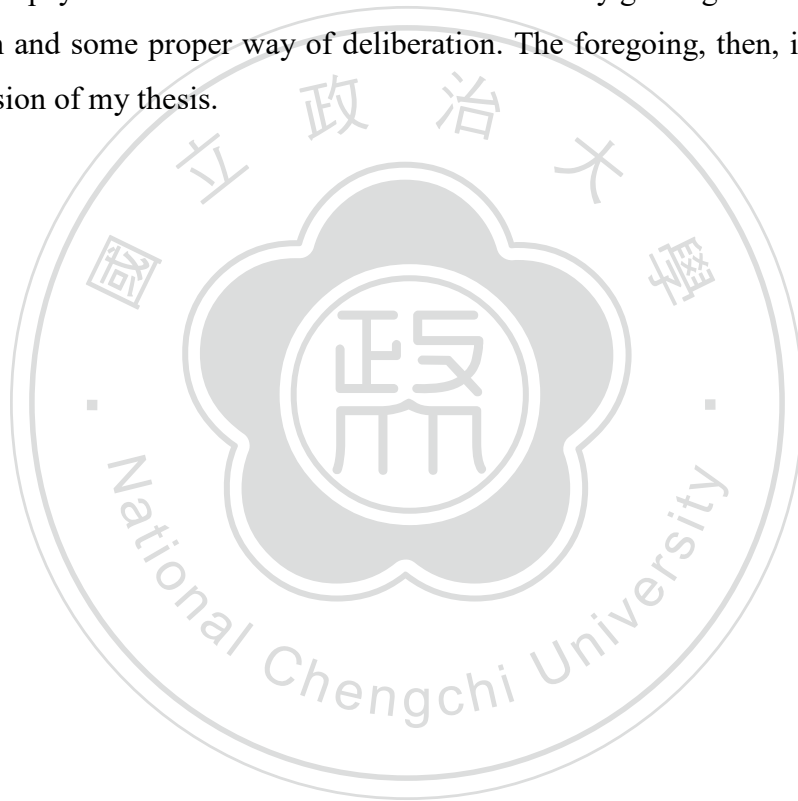 n and some proper way of deliberation. The foregoing, then, i
sion of my thesis.
國立政治大學
政大
National Chengchi University